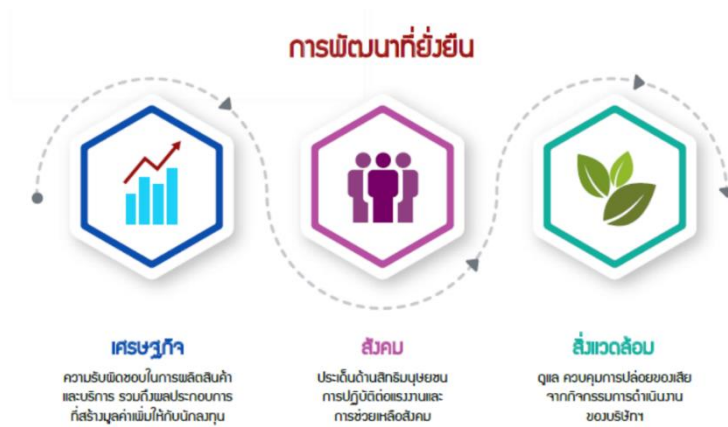 การพัฒนาที่ยั่งยืน
เศรษฐกิจ
ความรับผิดชอบในการผลิตสินค้า
และบริการ รวมถึงผลประกอบการ
ที่สร้างมูลค่าเพิ่มให้กับนักลงทุน
สังคม
ประเด็นด้านสิทธิมนุษยชน
การปฏิบัติต่อแรงงานและ
การช่วยเหลือสังคม
สิ่งแวดล้อม
ดูแล ควบคุมการปล่อยของเสีย
จากกิจกรรมการดำเนินงาน
ของบริษัทฯ